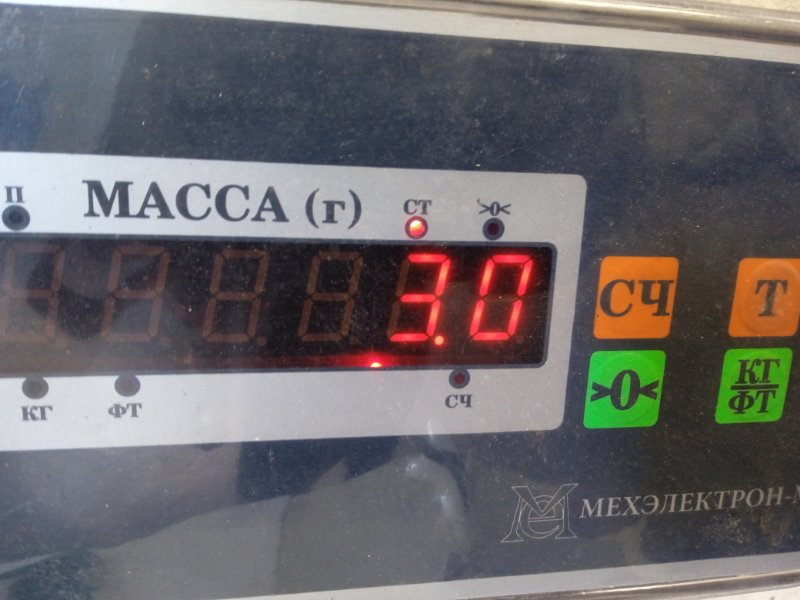 П
МАССА (г)
СТ
>0<
3.0
КГ
ФТ
СЧ
СЧ
Т
>0<
КГ
ФТ
МЕХЭЛЕКТРОН-М